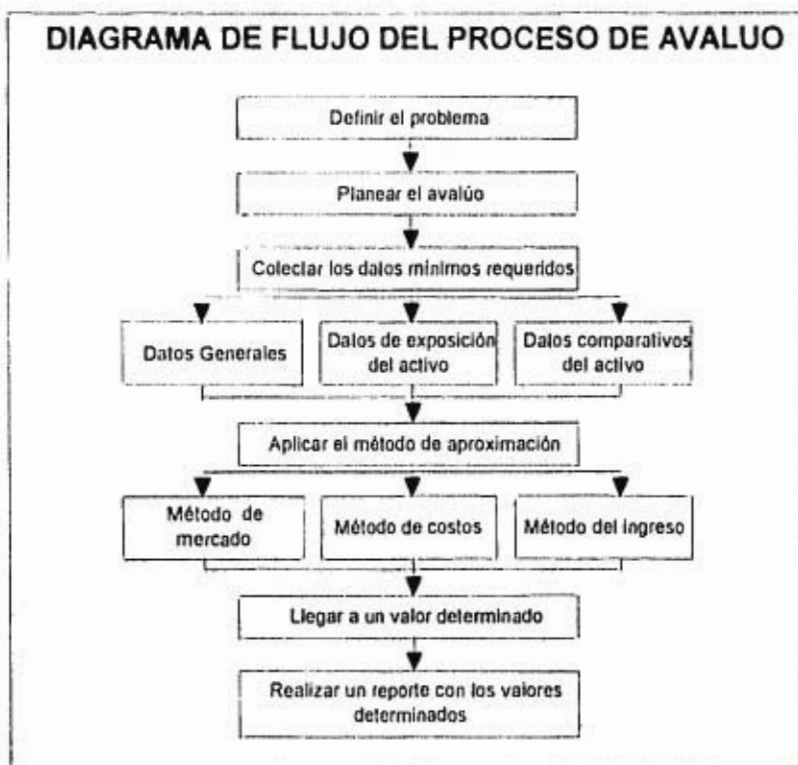 DIAGRAMA DE FLUJO DEL PROCESO DE AVALUO
Definir el problema
Planear el avalúo
Colectar los datos mínimos requeridos
Datos Generales
Datos de exposición
del activo
Datos comparativos
del activo
Aplicar el método de aproximación
Método de
mercado
Método de costos
Método del ingreso
Llegar a un valor determinado
Realizar un reporte con los valores
determinados